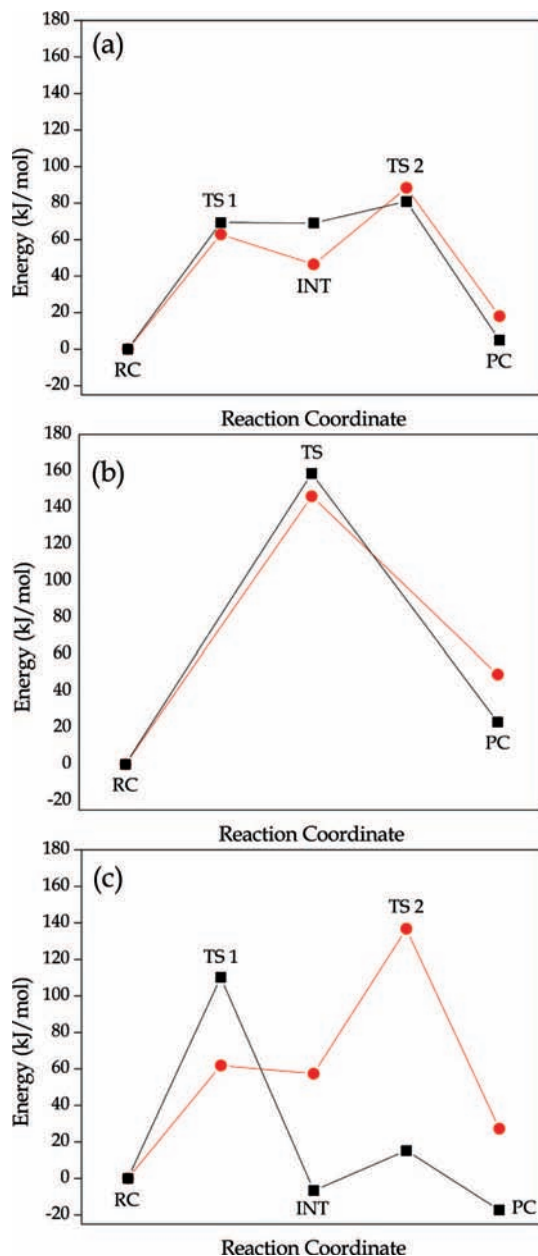 (a)
180
160
140
120
100
80
60
40
20
0
-20
Energy (kJ/mol)
TS 1
TS 2
INT
RC
PC
Reaction Coordinate
(b)
180
160
140
120
100
80
60
40
20
0
-20
Energy (kJ/mol)
TS
RC
PC
Reaction Coordinate
(c)
180
160
140
120
100
80
60
40
20
0
-20
Energy (kJ/mol)
TS 1
TS 2
RC
INT
PC
Reaction Coordinate